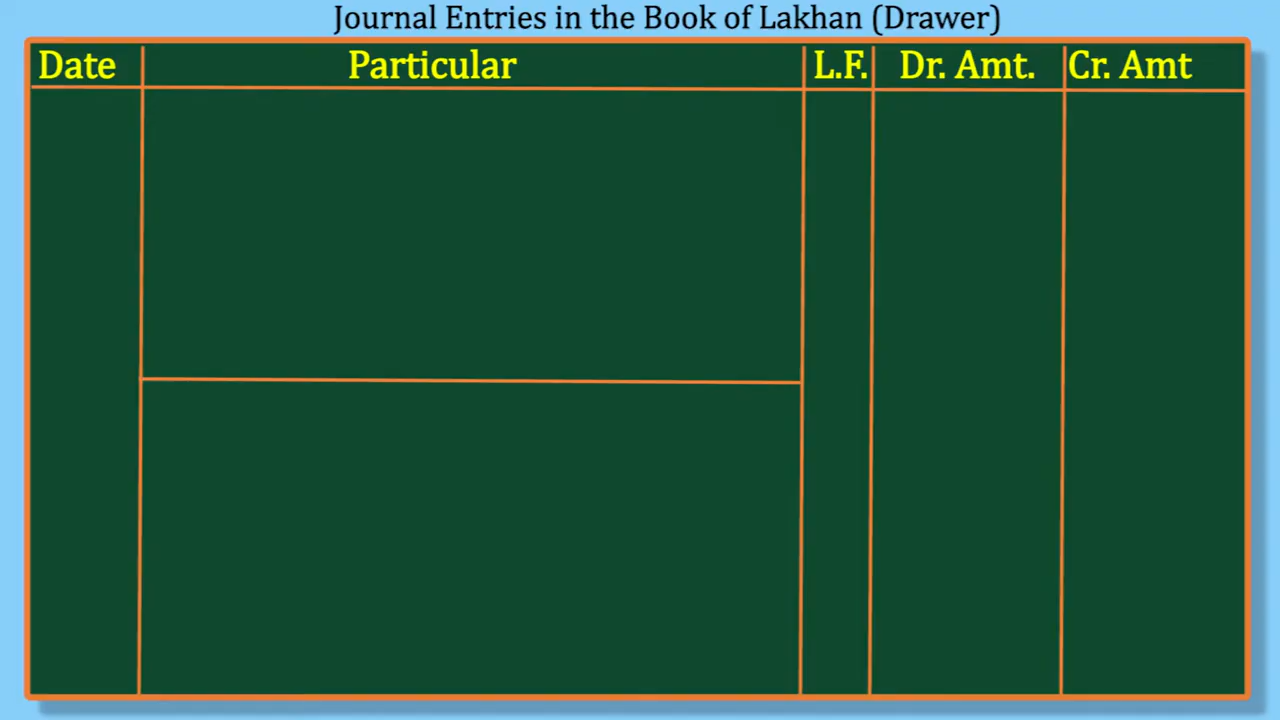 Journal Entries in the Book of Lakhan (Drawer)
Date Particular L.F. Dr. Amt. Cr. Amt